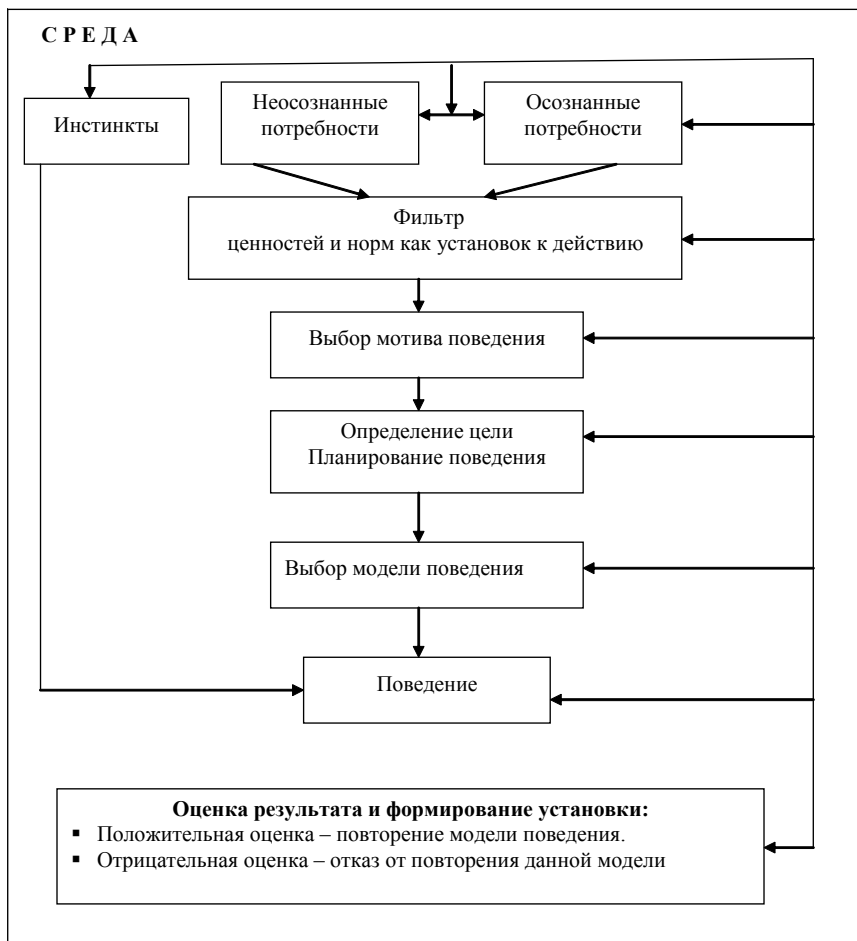 С Р Е Д А
Инстинкты
Неосознанные
потребности
Осознанные
потребности
Фильтр
ценностей и норм как установок к действию
Выбор мотива поведения
Определение цели
Планирование поведения
Выбор модели поведения
Поведение
Оценка результата и формирование установки:
▪ Положительная оценка – повторение модели поведения.
▪ Отрицательная оценка – отказ от повторения данной модели